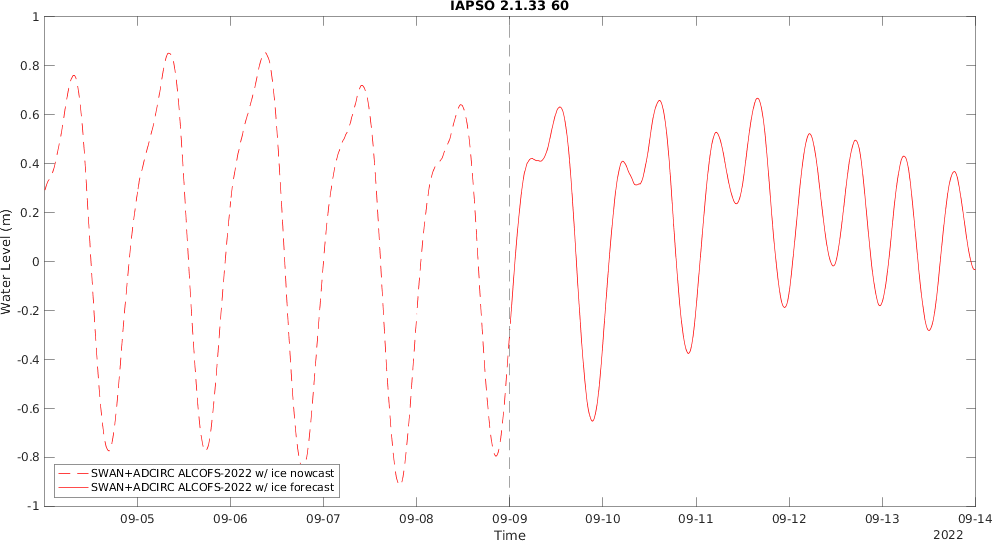 IAPSO 2.1.33 60
1
0.8
0.6
0.4
0.2
0
-0.2
-0.4
-0.6
-0.8
-1
Water Level (m)
SWAN+ADCIRC ALCOFS-2022 w/ ice nowcast
SWAN+ADCIRC ALCOFS-2022 w/ ice forecast
09-05 09-06 09-07 09-08 09-09 09-10 09-11 09-12 09-13 09-14
Time
2022